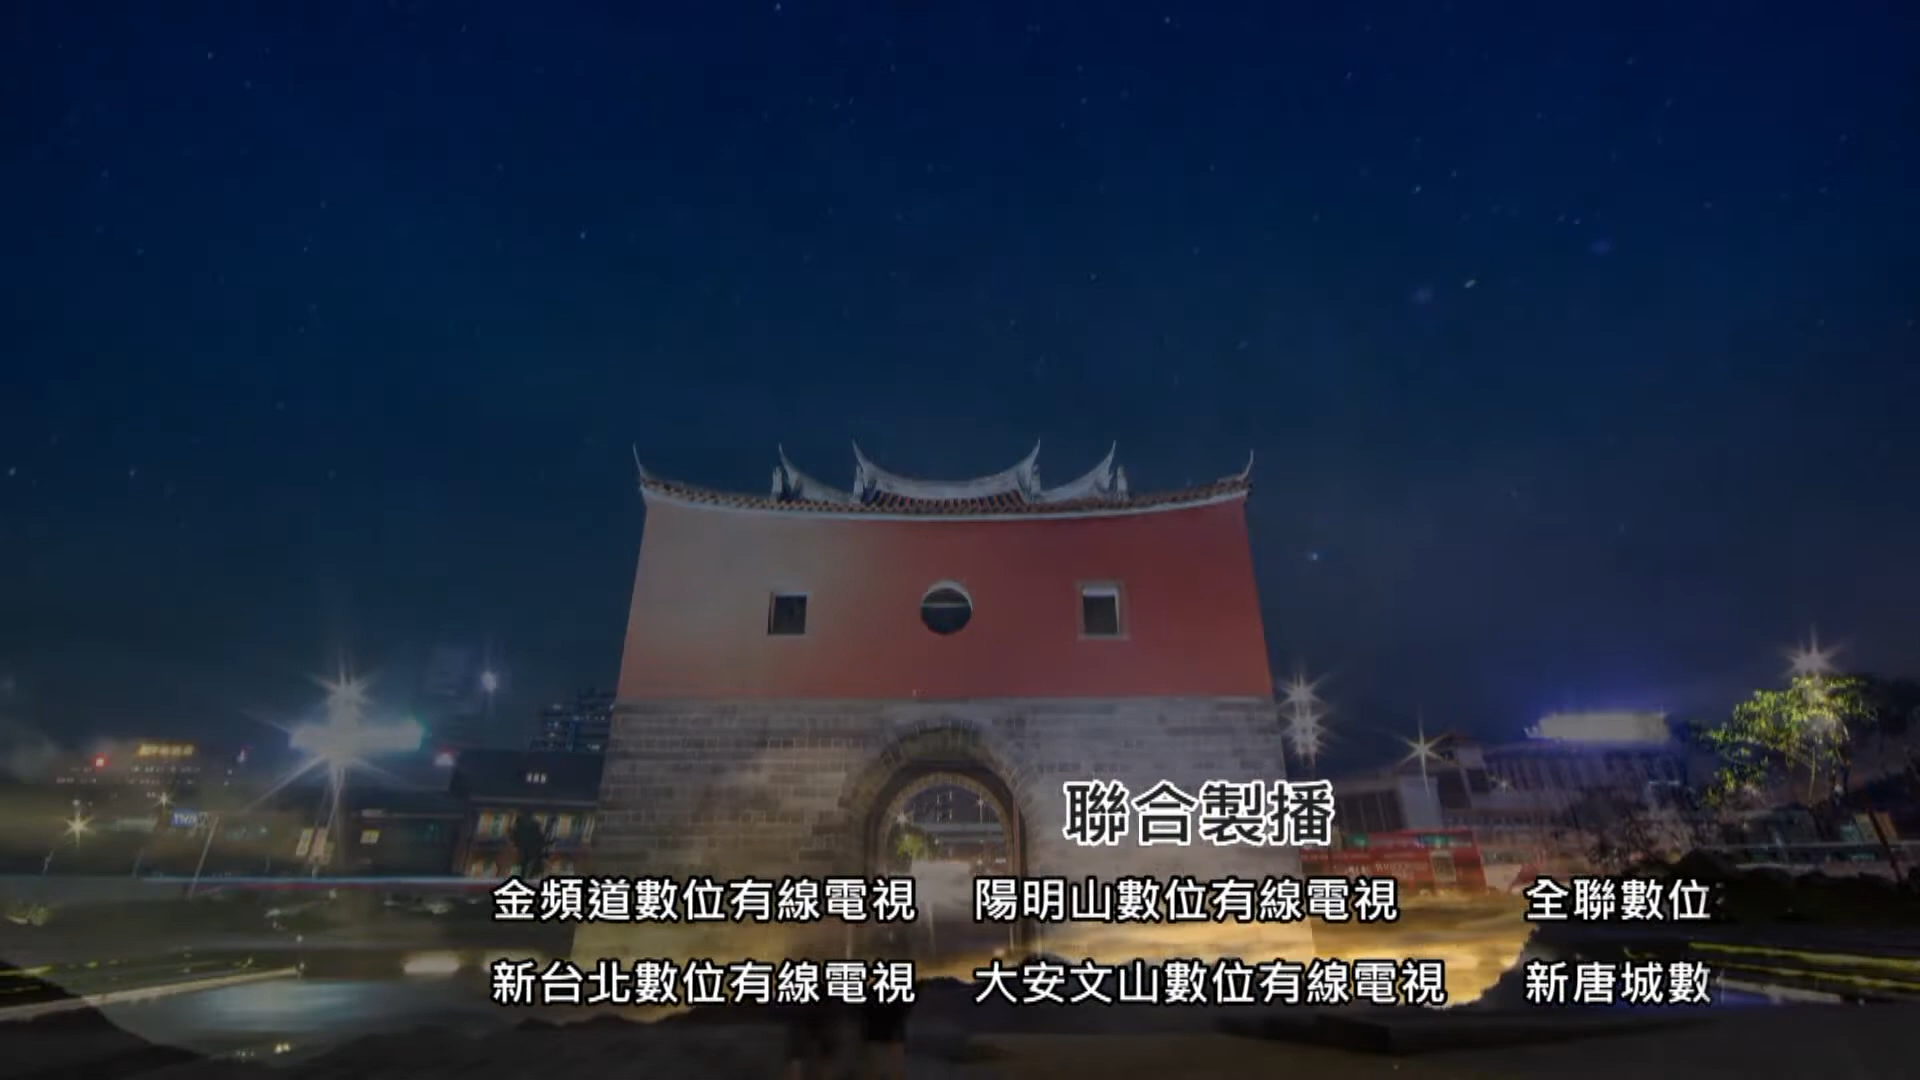 聯合製播
金頻道數位有線電視 陽明山數位有線電視 全聯數位
新台北數位有線電視 大安文山數位有線電視 新唐城數